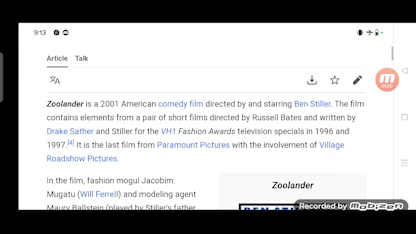 9:13
Article Talk
Zoolander is a 2001 American comedy film directed by and starring Ben Stiller. The film
contains elements from a pair of short films directed by Russell Bates and written by
Drake Sather and Stiller for the VH1 Fashion Awards television specials in 1996 and
1997.[4] It is the last film from Paramount Pictures with the involvement of Village
Roadshow Pictures.
In the film, fashion mogul Jacobim
Mugatu (Will Ferrell) and modeling agent
Maury Ballstein (played by Stiller's father
Zoolander
BEN STILLER
Recorded by mobizen